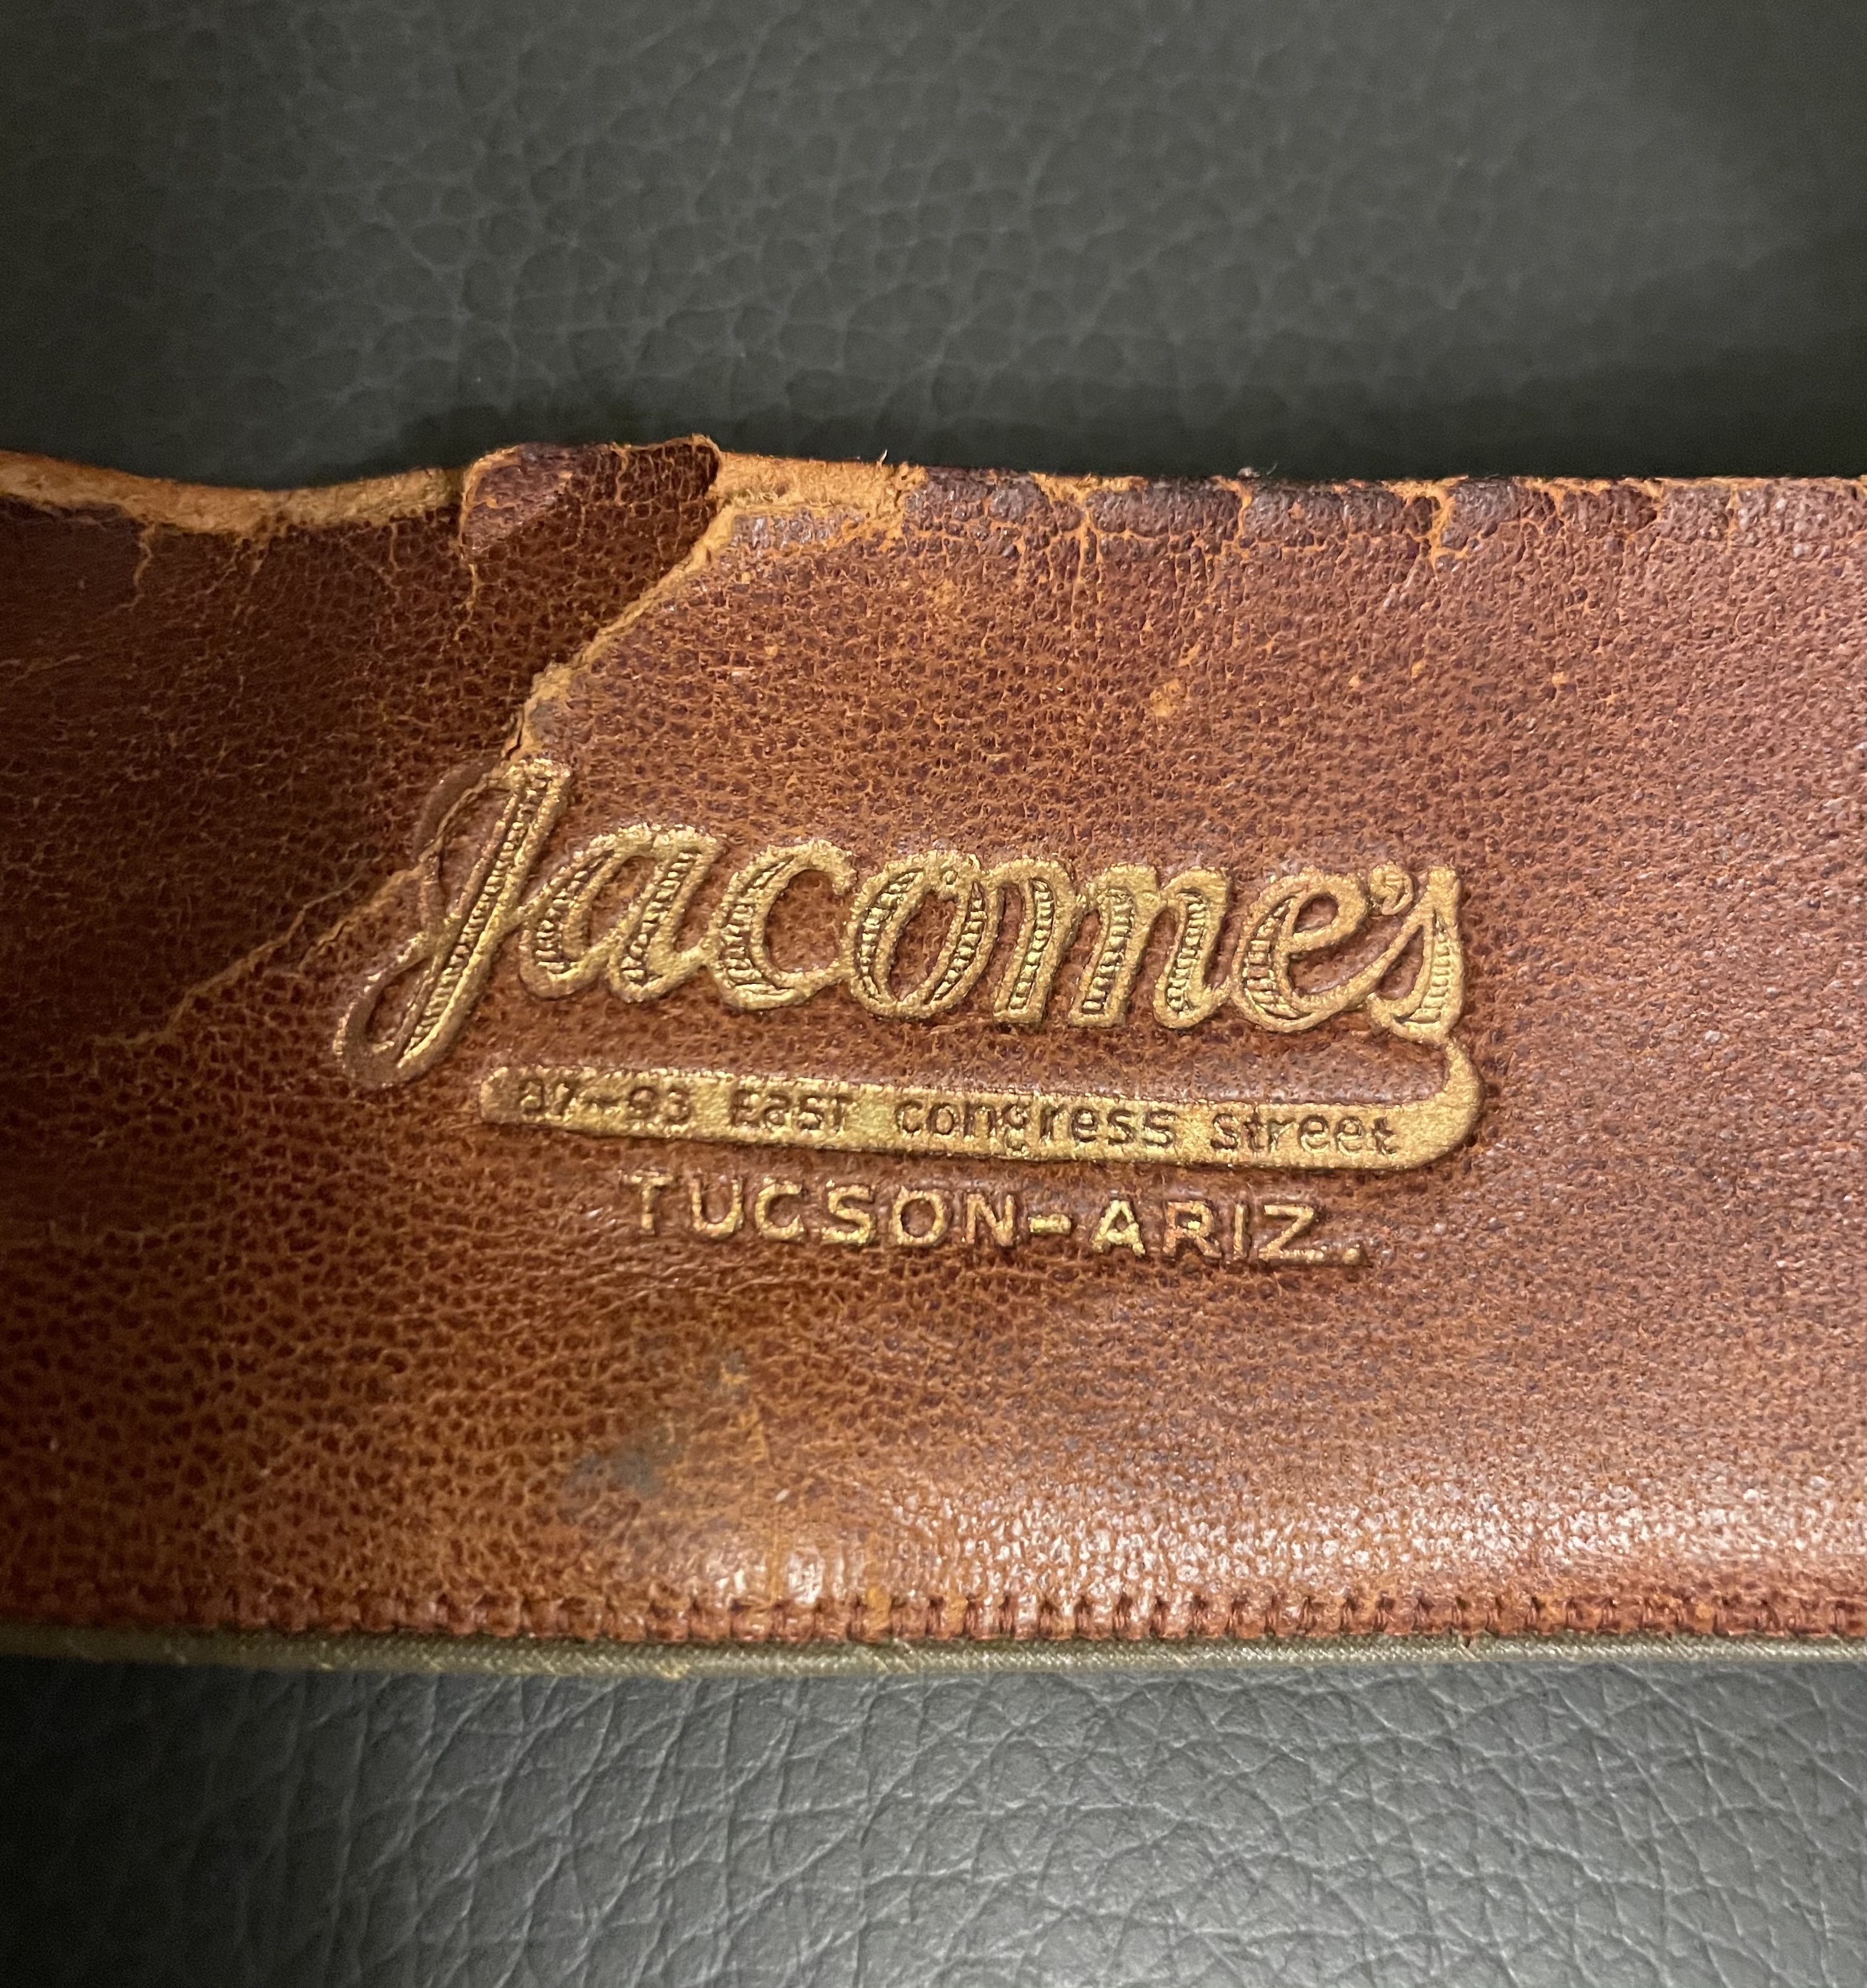 Jacome's
87-93 East congress street
TUCSON-ARIZ.